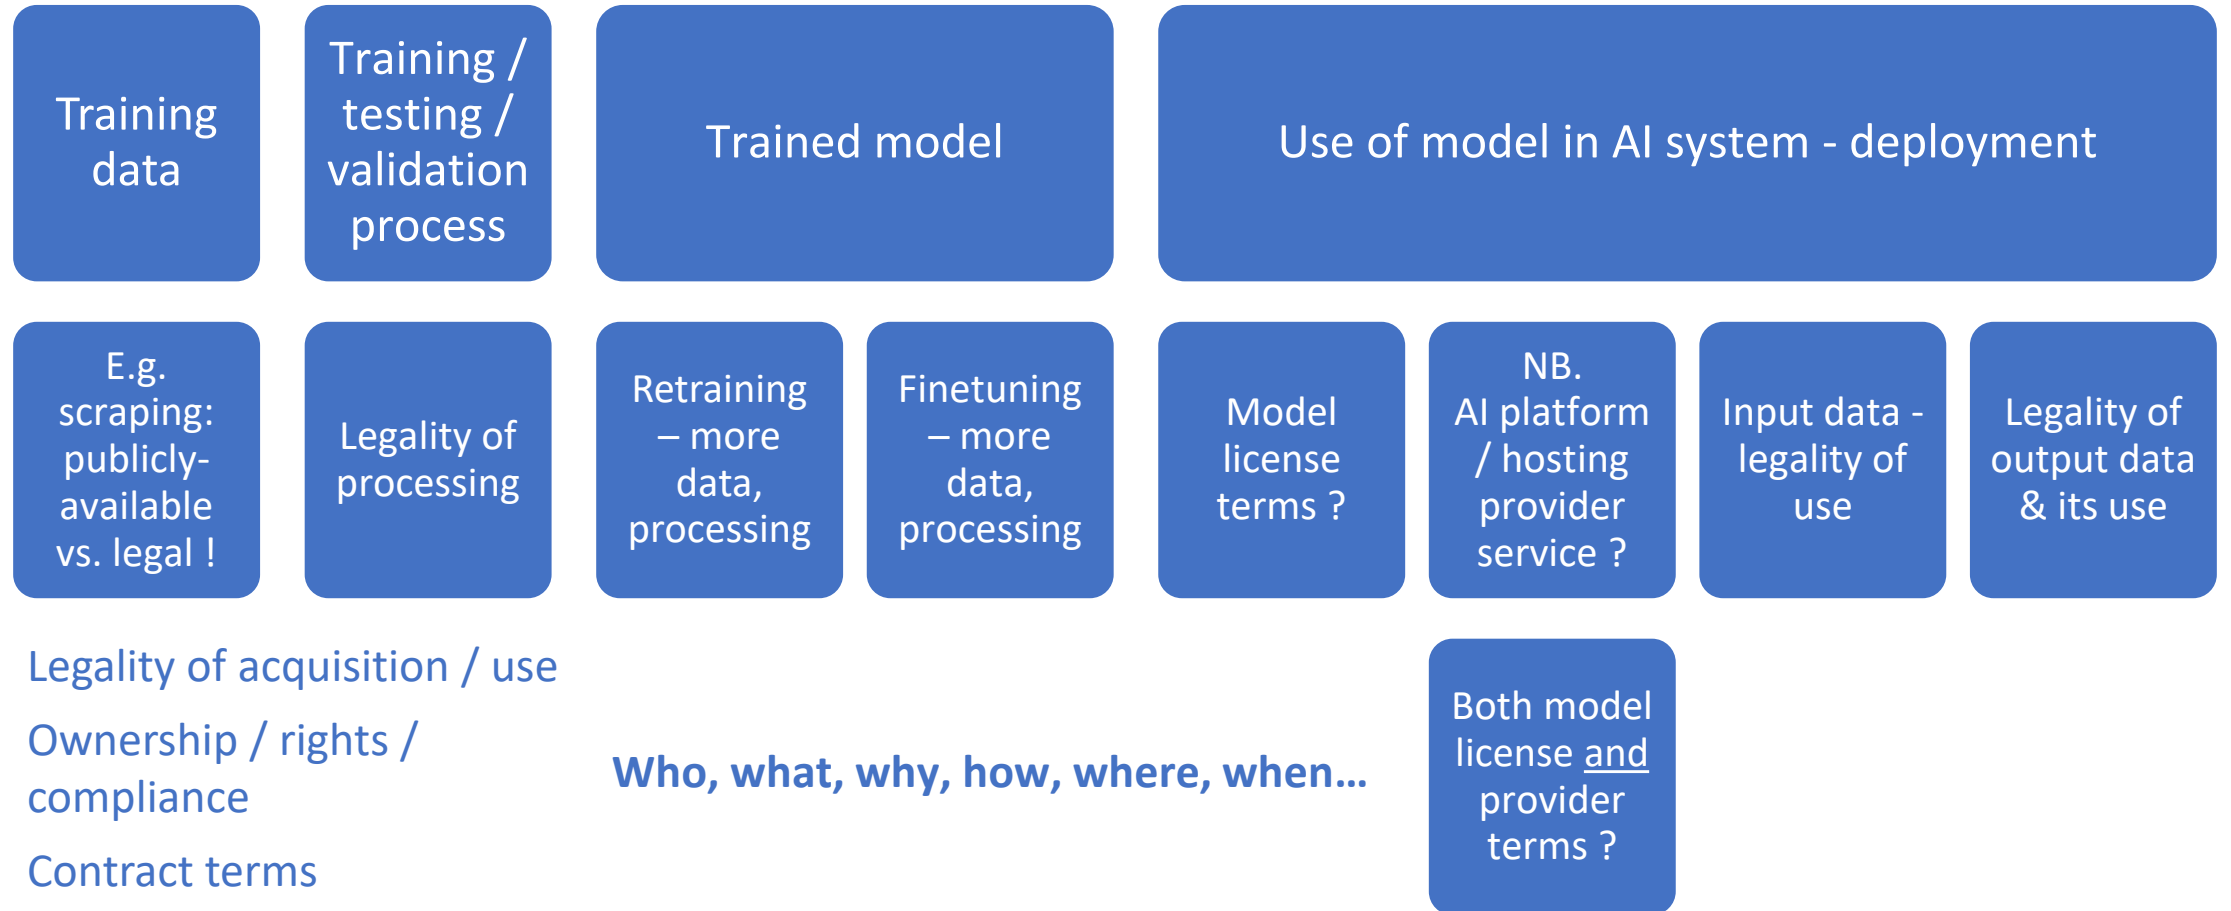 Training
data
Training /
testing /
validation
process
Trained model
Use of model in AI system - deployment
E.g.
scraping:
publicly-
available
vs. legal !
Legality of
processing
Retraining
– more
data,
processing
Finetuning
– more
data,
processing
Model
license
terms ?
NB.
AI platform
/ hosting
provider
service ?
Input data -
legality of
use
Legality of
output data
& its use
Legality of acquisition / use
Ownership / rights /
compliance
Contract terms
Who, what, why, how, where, when…
Both model
license and
provider
terms ?